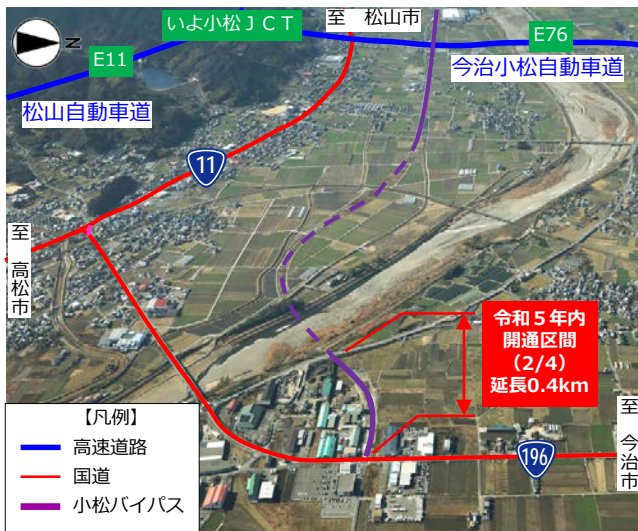 至　松山市
いよ小松ＪＣＴ
N
E11
E76
松山自動車道
今治小松自動車道
11
至　高松市
令和５年内
開通区間
（2/4）
延長0.4km
至　今治市
196
【凡例】
高速道路
国道
小松バイパス